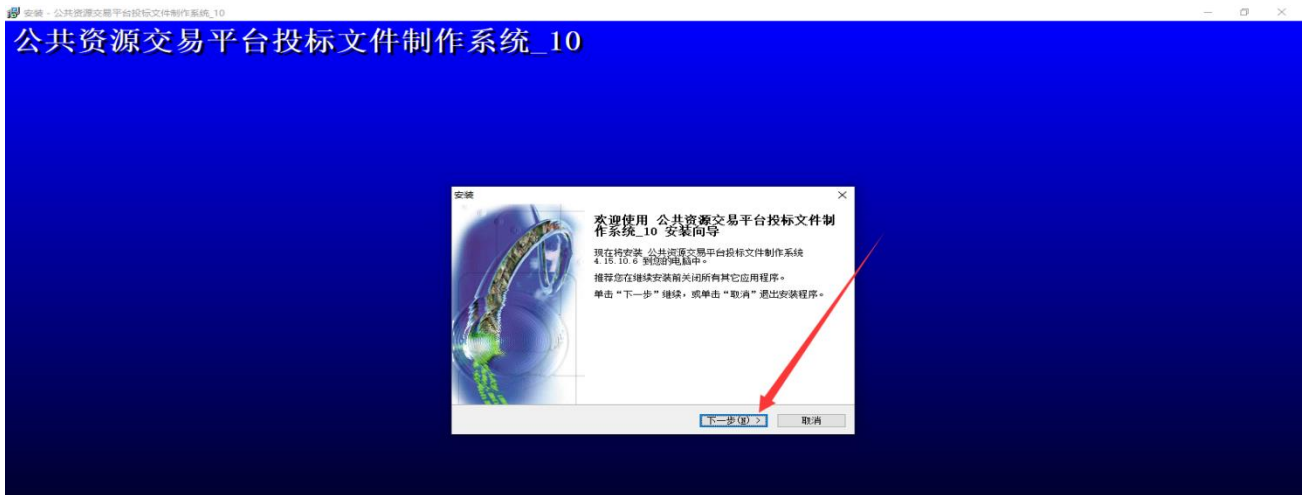 安装 - 公共资源交易平台投标文件制作系统_10
公共资源交易平台投标文件制作系统_10
安装
欢迎使用 公共资源交易平台投标文件制
作系统_10 安装向导
现在将安装 公共资源交易平台投标文件制作系统
4.15.10.6 到您的电脑中。
推荐您在继续安装前关闭所有其它应用程序。
单击“下一步”继续，或单击“取消”退出安装程序。
下一步(N) >
取消